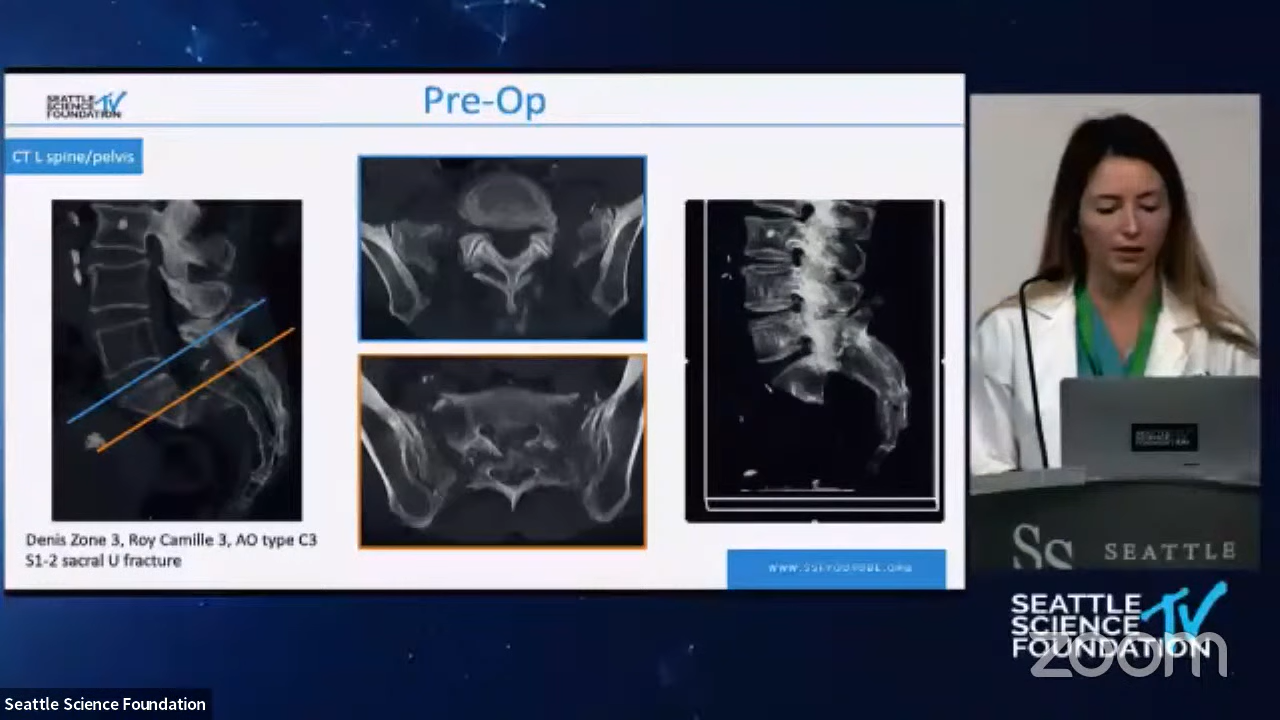 SEATTLE
SCIENCE TV
FOUNDATION
Pre-Op
CT L spine/pelvis
Denis Zone 3, Roy Camille 3, AO type C3
S1-2 sacral U fracture
SS SEATTLE
SEATTLE
SCIENCE TV
FOUNDATION
zoom
Seattle Science Foundation